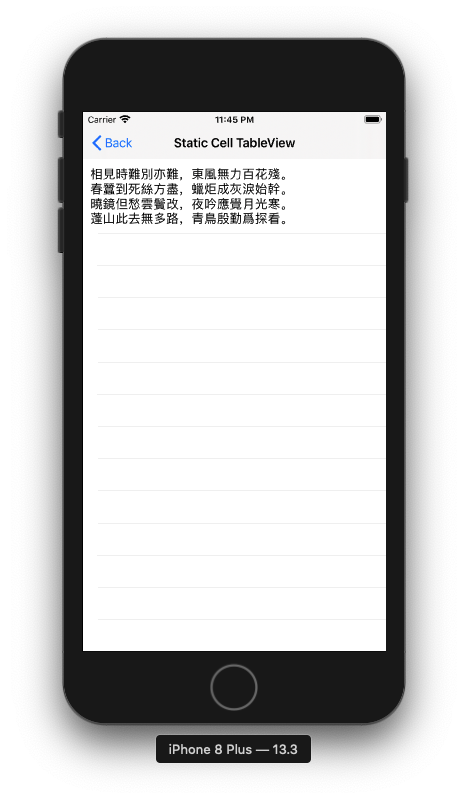 Carrier 11:45 PM
Back Static Cell TableView
相見時難別亦難，東風無力百花殘。
春蠶到死絲方盡，蠟炬成灰淚始幹。
曉鏡但愁雲鬢改，夜吟應覺月光寒。
蓬山此去無多路，青鳥殷勤爲探看。
iPhone 8 Plus — 13.3